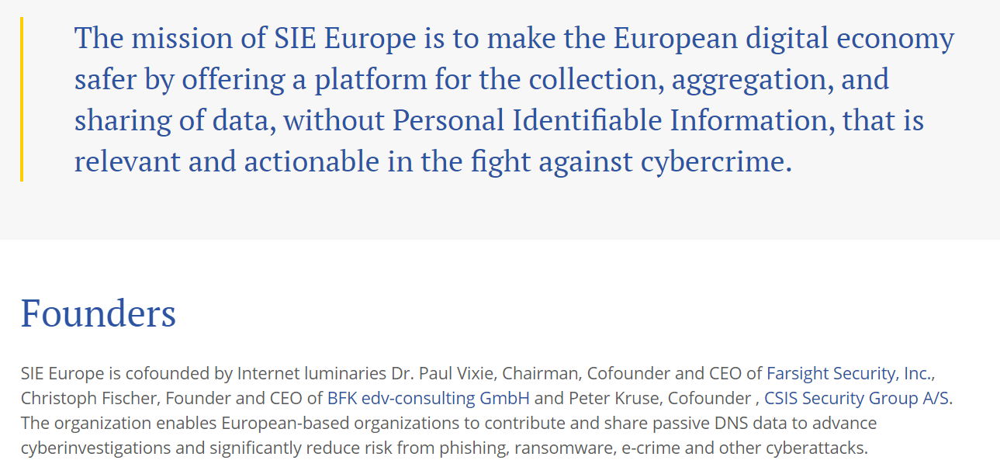 The mission of SIE Europe is to make the European digital economy
safer by offering a platform for the collection, aggregation, and
sharing of data, without Personal Identifiable Information, that is
relevant and actionable in the fight against cybercrime.
Founders
SIE Europe is cofounded by Internet luminaries Dr. Paul Vixie, Chairman, Cofounder and CEO of Farsight Security, Inc.,
Christoph Fischer, Founder and CEO of BFK edv-consulting GmbH and Peter Kruse, Cofounder , CSIS Security Group A/S.
The organization enables European-based organizations to contribute and share passive DNS data to advance
cyberinvestigations and significantly reduce risk from phishing, ransomware, e-crime and other cyberattacks.